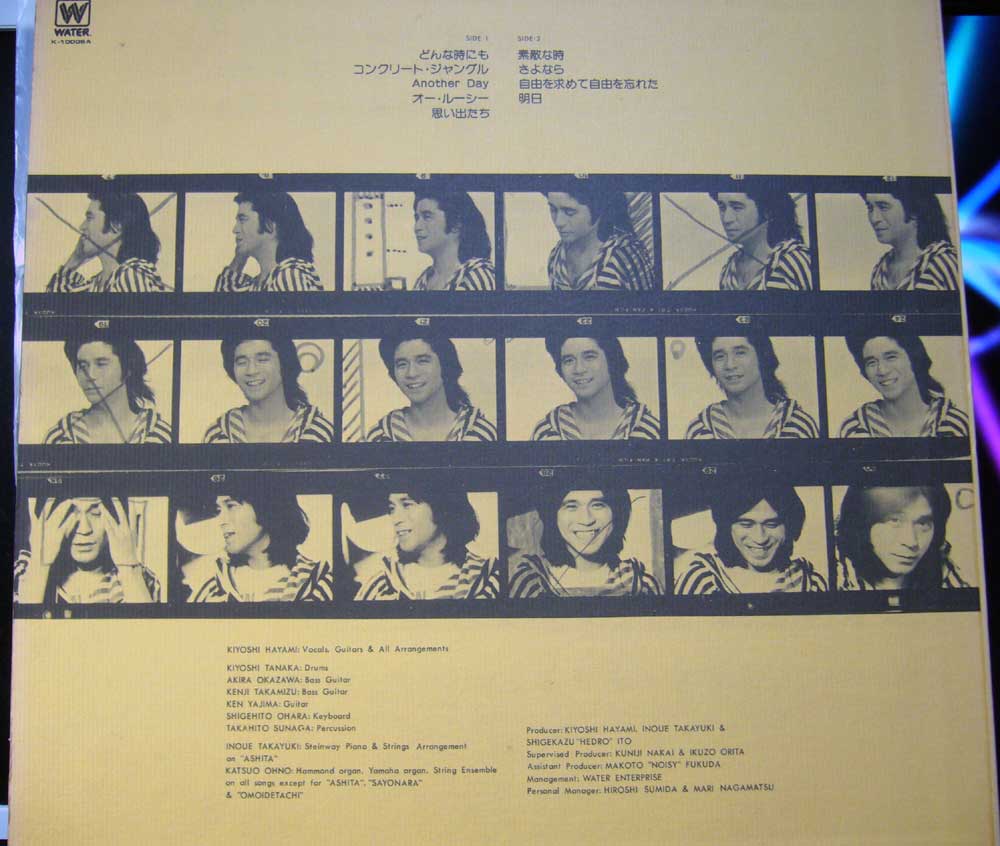 WATER
K-10006A
SIDE 1
どんな時にも
コンクリート・ジャングル
Another Day
オー・ルーシー
思い出たち
SIDE 2
素敵な時
さよなら
自由を求めて自由を忘れた
明日
KIYOSHI HAYAMI: Vocals, Guitars & All Arrangements
KIYOSHI TANAKA: Drums
AKIRA OKAZAWA: Bass Guitar
KENJI TAKAMIZU: Bass Guitar
KEN YAJIMA: Guitar
SHIGEHITO OHARA: Keyboard
TAKAHITO SUNAGA: Percussion
INOUE TAKAYUKI: Steinway Piano & Strings Arrangement
on "ASHITA"
KATSUO OHNO: Hammond organ, Yamaha organ, String Ensemble
on all songs except for "ASHITA", "SAYONARA"
& "OMOIDETACHI"
Producer: KIYOSHI HAYAMI, INOUE TAKAYUKI &
SHIGEKAZU "HEDRO" ITO
Supervised Producer: KUNIJI NAKAI & IKUZO ORITA
Assistant Producer: MAKOTO "NOISY" FUKUDA
Management: WATER ENTERPRISE
Personal Manager: HIROSHI SUMIDA & MARI NAGAMATSU